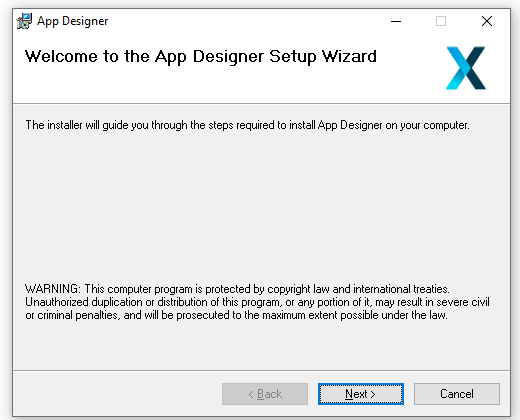 App Designer
Welcome to the App Designer Setup Wizard
The installer will guide you through the steps required to install App Designer on your computer.
WARNING: This computer program is protected by copyright law and international treaties.
Unauthorized duplication or distribution of this program, or any portion of it, may result in severe civil
or criminal penalties, and will be prosecuted to the maximum extent possible under the law.
< Back
Next >
Cancel